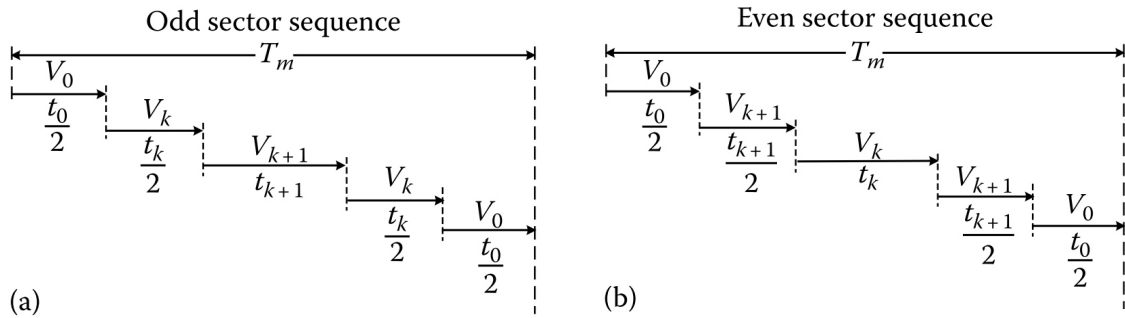 Odd sector sequence
T_m
V_0
t_0/2
V_k
t_k/2
V_{k+1}
t_{k+1}
V_k
t_k/2
V_0
t_0/2
(a)
Even sector sequence
T_m
V_0
t_0/2
V_{k+1}
t_{k+1}/2
V_k
t_k
V_{k+1}
t_{k+1}/2
V_0
t_0/2
(b)